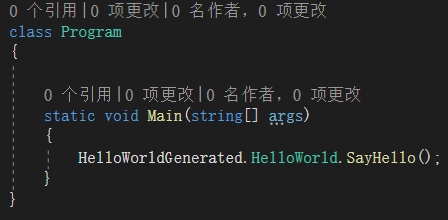 0 个引用|0 项更改|0 名作者，0 项更改
class Program
{
0 个引用|0 项更改|0 名作者，0 项更改
static void Main(string[] args)
{
HelloWorldGenerated.HelloWorld.SayHello();
}
}